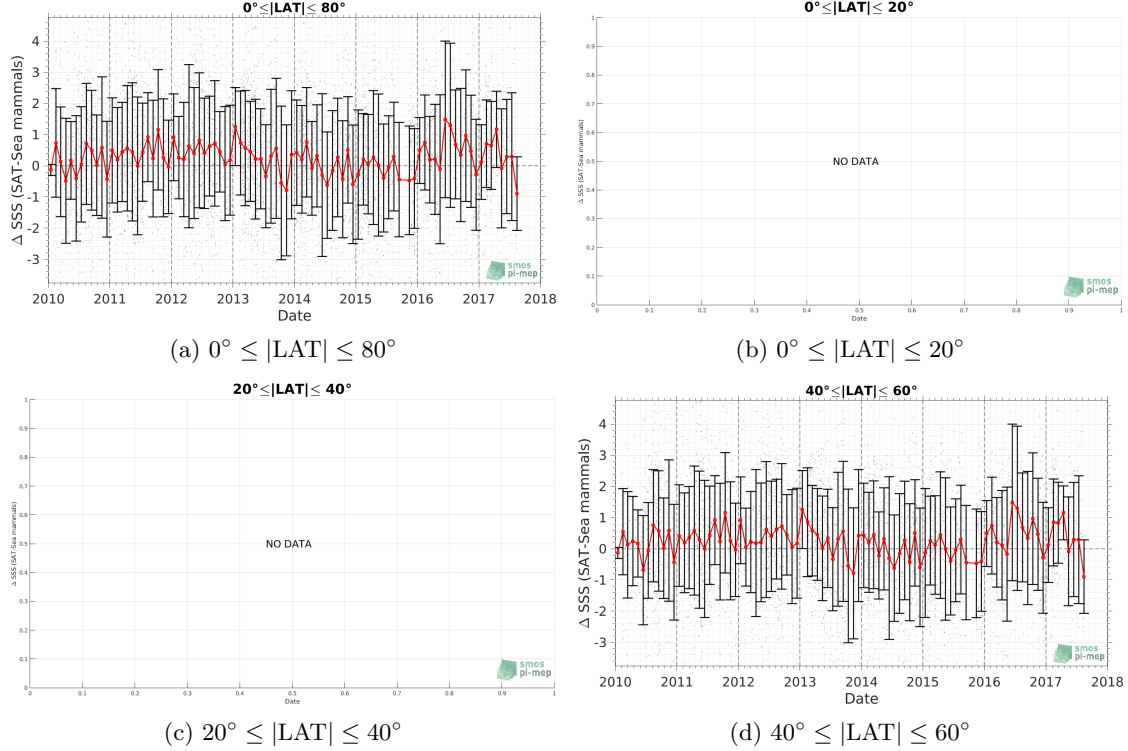 0°≤|LAT|≤ 80°
Δ SSS (SAT-Sea mammals)
4
3
2
1
0
-1
-2
-3
2010 2011 2012 2013 2014 2015 2016 2017 2018
Date
smos
pi-mep
(a) 0° ≤ |LAT| ≤ 80°
0°≤|LAT|≤ 20°
Δ SSS (SAT-Sea mammals)
1
0.9
0.8
0.7
0.6
0.5
0.4
0.3
0.2
0.1
0
NO DATA
0 0.1 0.2 0.3 0.4 0.5 0.6 0.7 0.8 0.9 1
Date
smos
pi-mep
(b) 0° ≤ |LAT| ≤ 20°
20°≤|LAT|≤ 40°
Δ SSS (SAT-Sea mammals)
1
0.9
0.8
0.7
0.6
0.5
0.4
0.3
0.2
0.1
0
NO DATA
0 0.1 0.2 0.3 0.4 0.5 0.6 0.7 0.8 0.9 1
Date
smos
pi-mep
(c) 20° ≤ |LAT| ≤ 40°
40°≤|LAT|≤ 60°
Δ SSS (SAT-Sea mammals)
4
3
2
1
0
-1
-2
-3
2010 2011 2012 2013 2014 2015 2016 2017 2018
Date
smos
pi-mep
(d) 40° ≤ |LAT| ≤ 60°